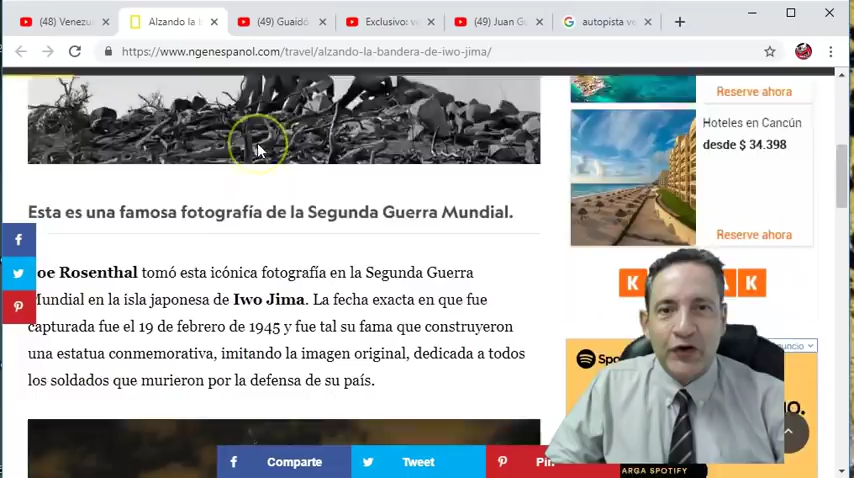 (48) Venezu
Alzando la b
(49) Guaidó
Exclusivo: ve
(49) Juan Gu
autopista ve
https://www.ngenespanol.com/travel/alzando-la-bandera-de-iwo-jima/
Reserve ahora
Hoteles en Cancún
desde $ 34.398
Reserve ahora
K
K
Esta es una famosa fotografía de la Segunda Guerra Mundial.
oe Rosenthal tomó esta icónica fotografía en la Segunda Guerra
Mundial en la isla japonesa de Iwo Jima. La fecha exacta en que fue
capturada fue el 19 de febrero de 1945 y fue tal su fama que construyeron
una estatua conmemorativa, imitando la imagen original, dedicada a todos
los soldados que murieron por la defensa de su país.
nuncio
Spo
o.
ARGA SPOTIFY
Comparte
Tweet
Pin